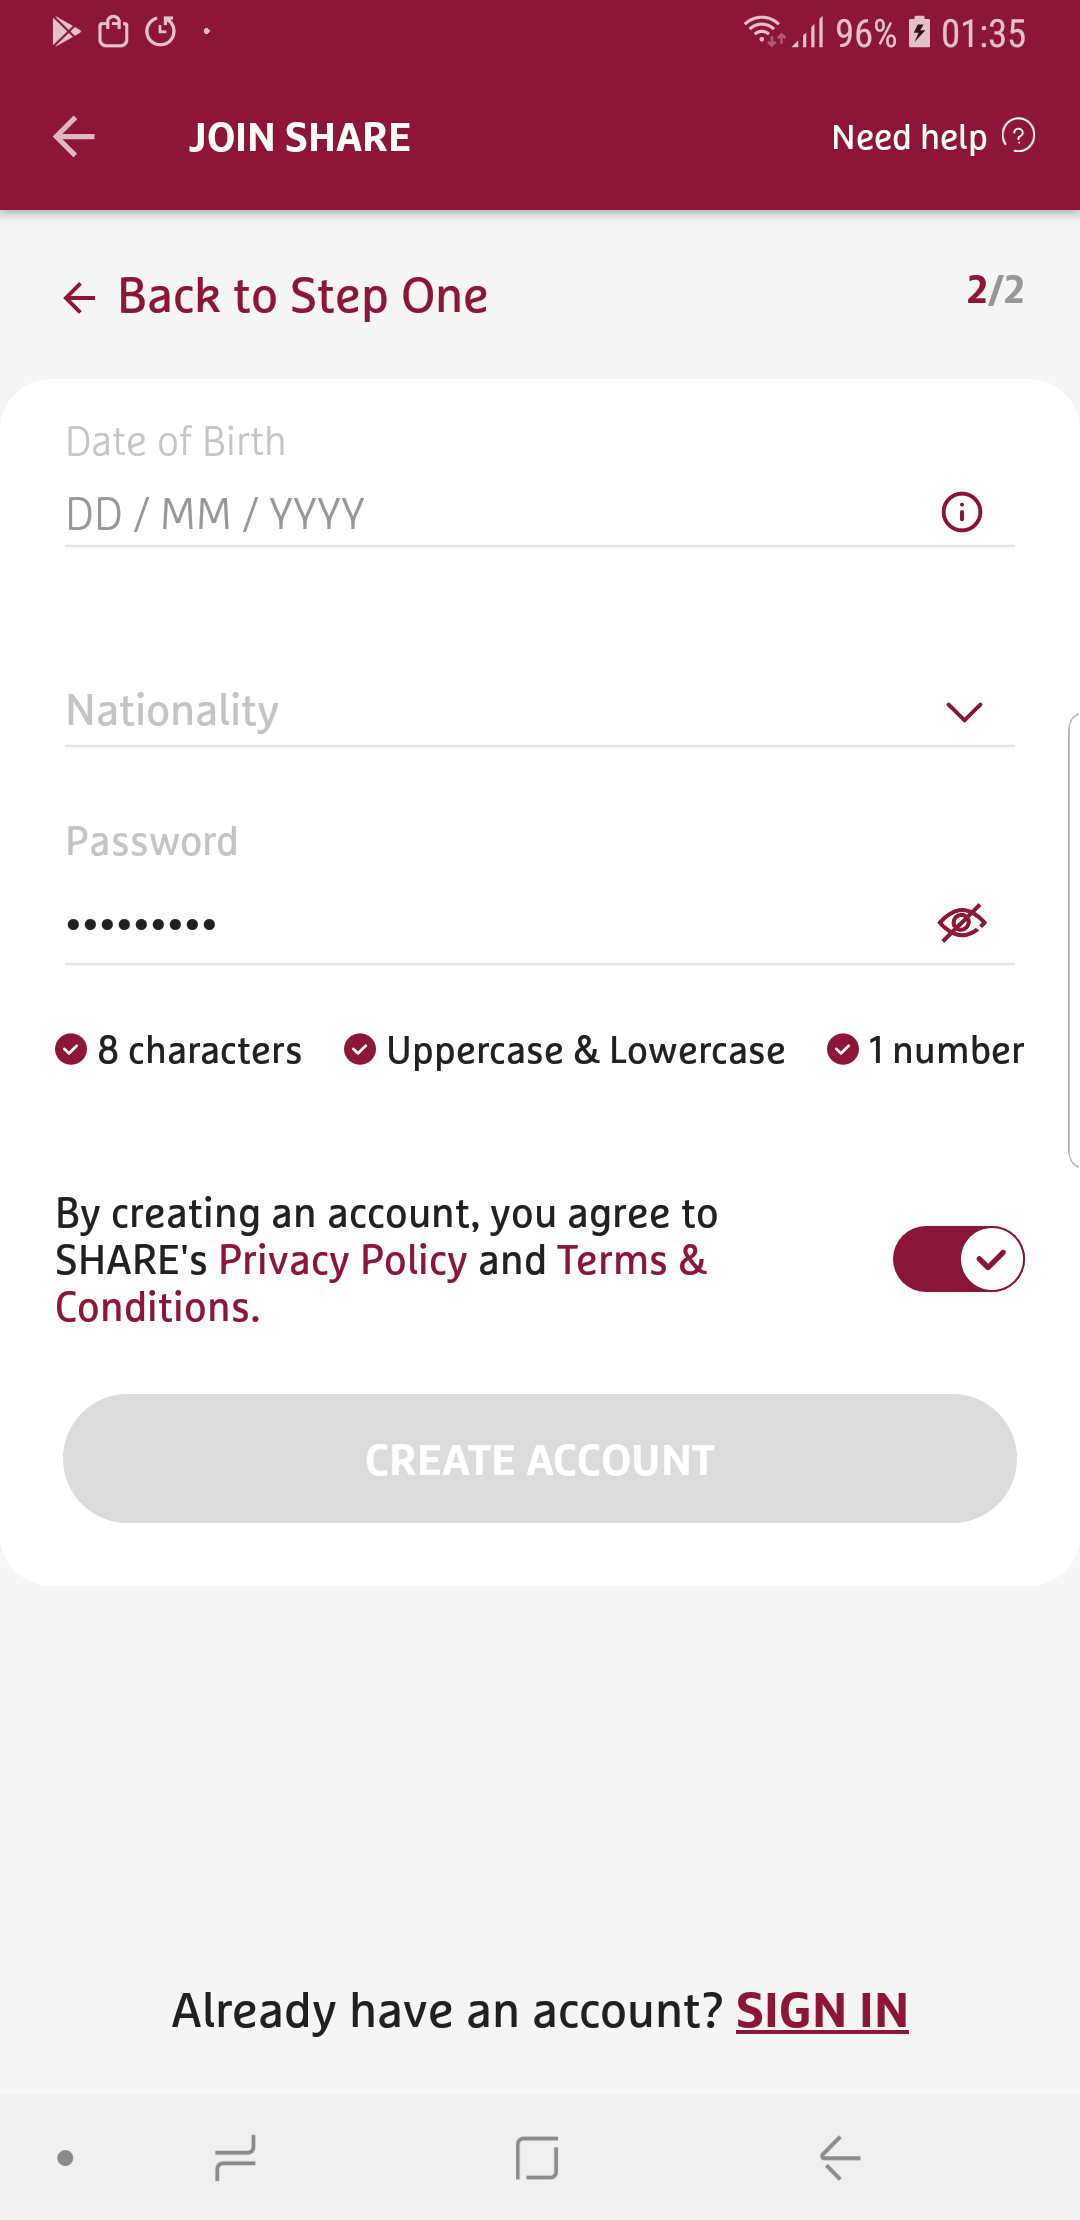 96% 01:35
JOIN SHARE
Need help ?
Back to Step One
2/2
Date of Birth
DD / MM / YYYY
Nationality
Password
•••••••••
8 characters
Uppercase & Lowercase
1 number
By creating an account, you agree to
SHARE's Privacy Policy and Terms &
Conditions.
CREATE ACCOUNT
Already have an account? SIGN IN